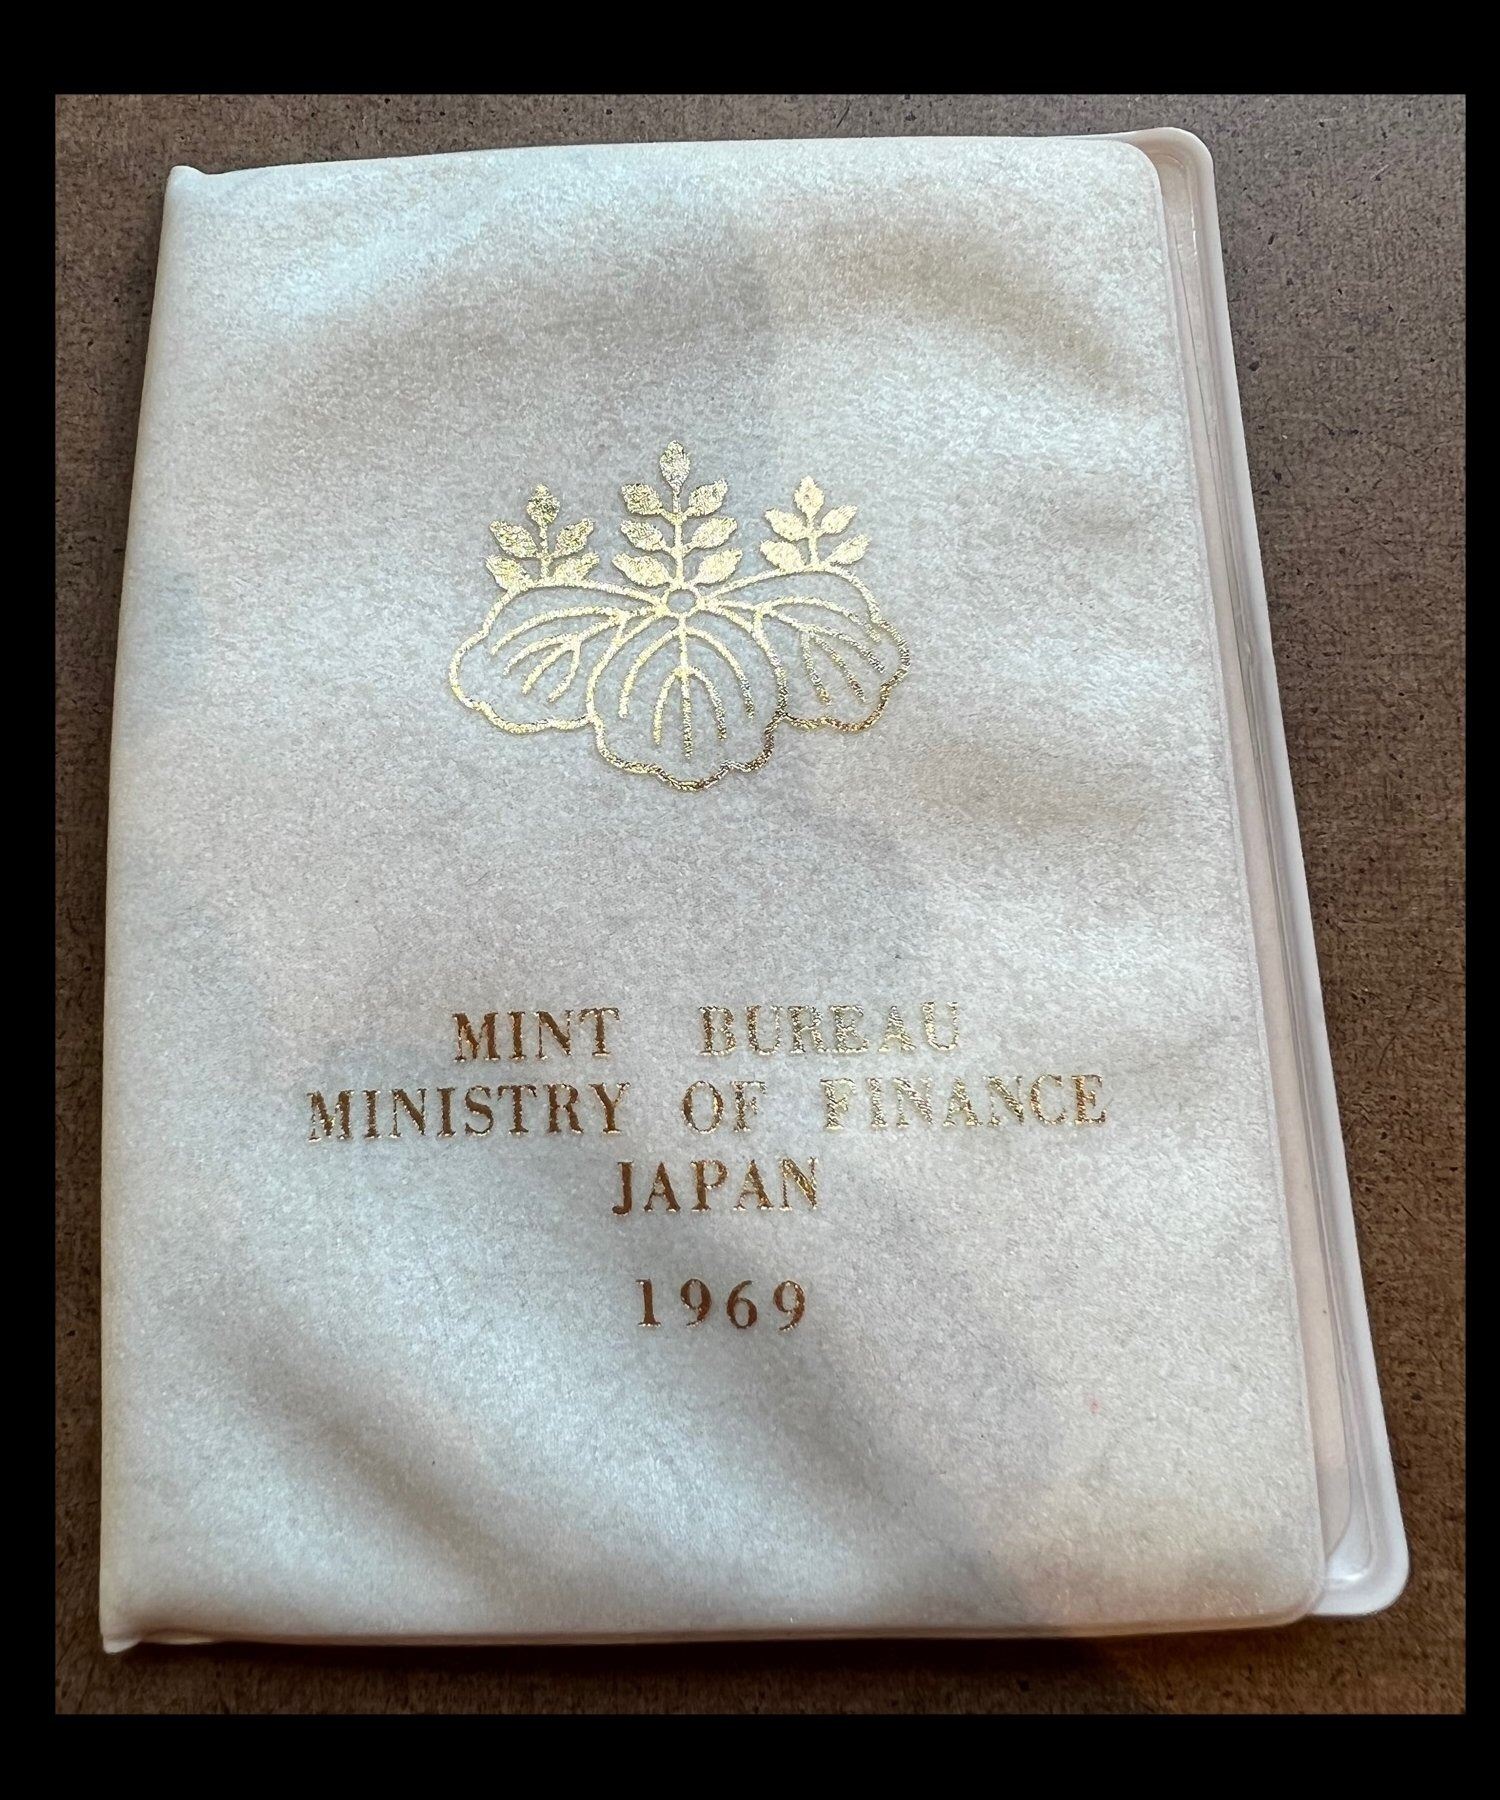 MINT BUREAU
MINISTRY OF FINANCE
JAPAN
1969